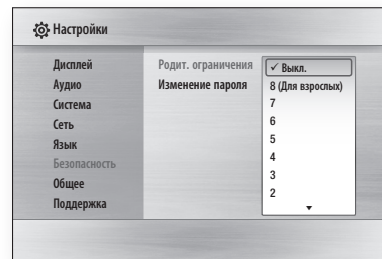 Настройки
Дисплей
Аудио
Система
Сеть
Язык
Безопасность
Общее
Поддержка
Родит. ограничения
Изменение пароля
✓ Выкл.
8 (Для взрослых)
7
6
5
4
3
2